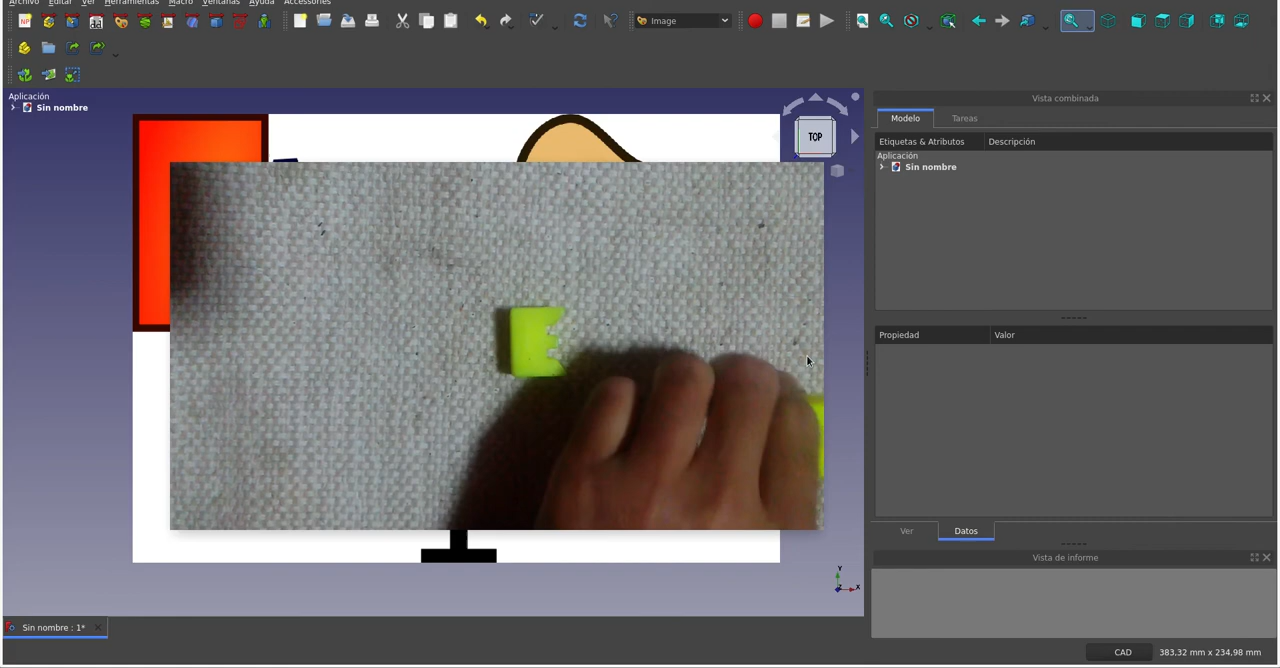 Archivo Editar Ver Herramientas Macro Ventanas Ayuda Accessories
Image
Aplicación
Sin nombre
TOP
Y
X
Sin nombre : 1*
Vista combinada
Modelo Tareas
Etiquetas & Atributos Descripción
Aplicación
Sin nombre
Propiedad Valor
Ver Datos
Vista de informe
CAD 383,32 mm x 234,98 mm